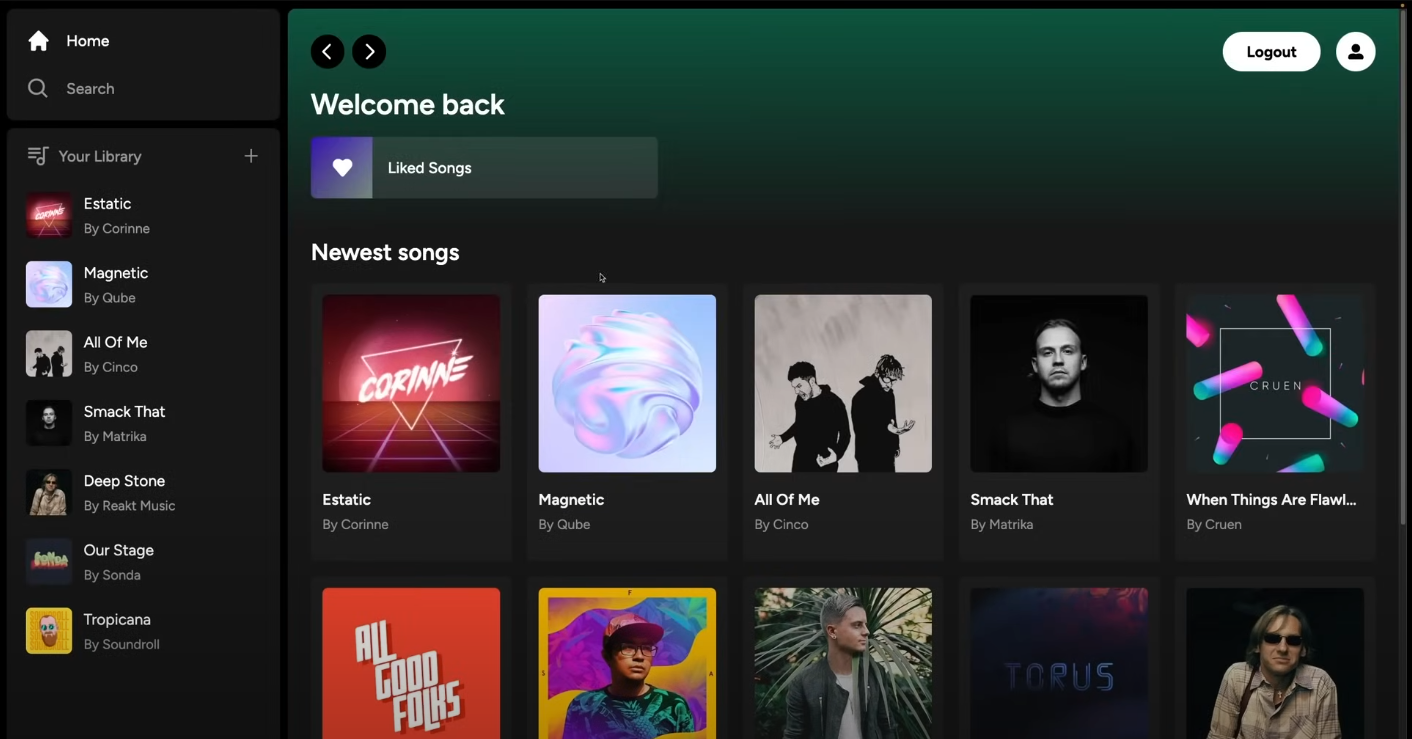 Home
Search
Your Library
Estatic
By Corinne
Magnetic
By Qube
All Of Me
By Cinco
Smack That
By Matrika
Deep Stone
By Reakt Music
Our Stage
By Sonda
Tropicana
By Soundroll
Logout
Welcome back
Liked Songs
Newest songs
CORINNE
CRUEN
Estatic
By Corinne
Magnetic
By Qube
All Of Me
By Cinco
Smack That
By Matrika
When Things Are Flawl...
By Cruen
ALL
GOOD
FOLKS
F
S
A
TORUS